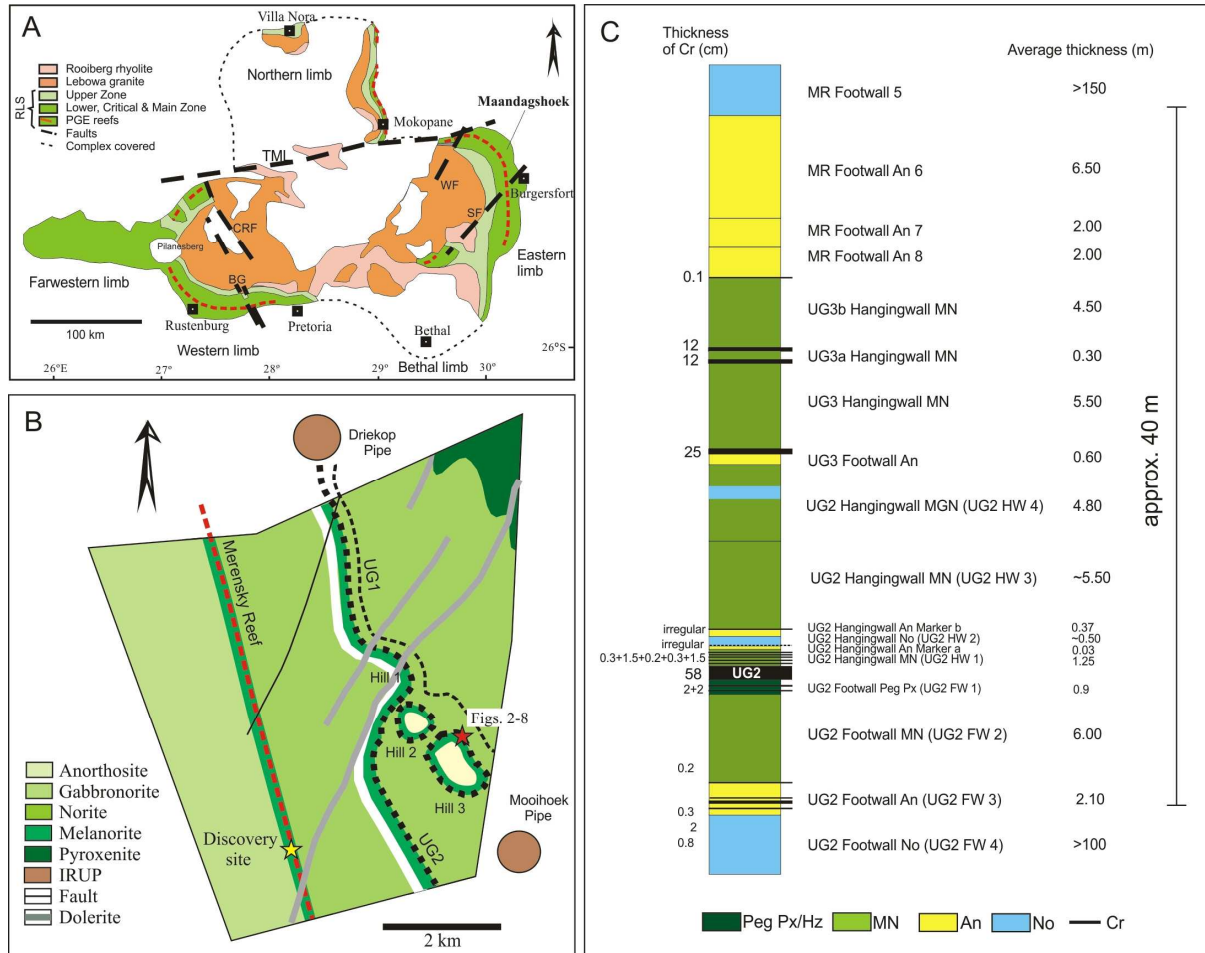 A
Villa Nora
Northern limb
Rooiberg rhyolite
Lebowa granite
RLS
Upper Zone
Lower, Critical & Main Zone
PGE reefs
Faults
Complex covered
Maandagshoek
Mokopane
TML
WF
Burgersfort
SF
CRF
Pilanesberg
Eastern
limb
Farwestern limb
BG
Rustenburg
Pretoria
Bethal
100 km
Western limb
Bethal limb
26°S
26°E
27°
28°
29°
30°
B
Driekop
Pipe
Merensky Reef
UG1
Hill 1
Figs. 2-8
Hill 2
Hill 3
Mooihoek
Pipe
Discovery
site
UG2
Anorthosite
Gabbronorite
Norite
Melanorite
Pyroxenite
IRUP
Fault
Dolerite
2 km
C
Thickness
of Cr (cm)
Average thickness (m)
MR Footwall 5 >150
MR Footwall An 6 6.50
MR Footwall An 7 2.00
MR Footwall An 8 2.00
0.1
UG3b Hangingwall MN 4.50
12
12
UG3a Hangingwall MN 0.30
UG3 Hangingwall MN 5.50
25
UG3 Footwall An 0.60
UG2 Hangingwall MGN (UG2 HW 4) 4.80
UG2 Hangingwall MN (UG2 HW 3) ~5.50
irregular UG2 Hangingwall An Marker b 0.37
UG2 Hangingwall No (UG2 HW 2) ~0.50
irregular UG2 Hangingwall An Marker a 0.03
0.3+1.5+0.2+0.3+1.5 UG2 Hangingwall MN (UG2 HW 1) 1.25
58 UG2
2+2 UG2 Footwall Peg Px (UG2 FW 1) 0.9
UG2 Footwall MN (UG2 FW 2) 6.00
0.2
UG2 Footwall An (UG2 FW 3) 2.10
0.3
2
0.8
UG2 Footwall No (UG2 FW 4) >100
approx. 40 m
Peg Px/Hz
MN
An
No
Cr